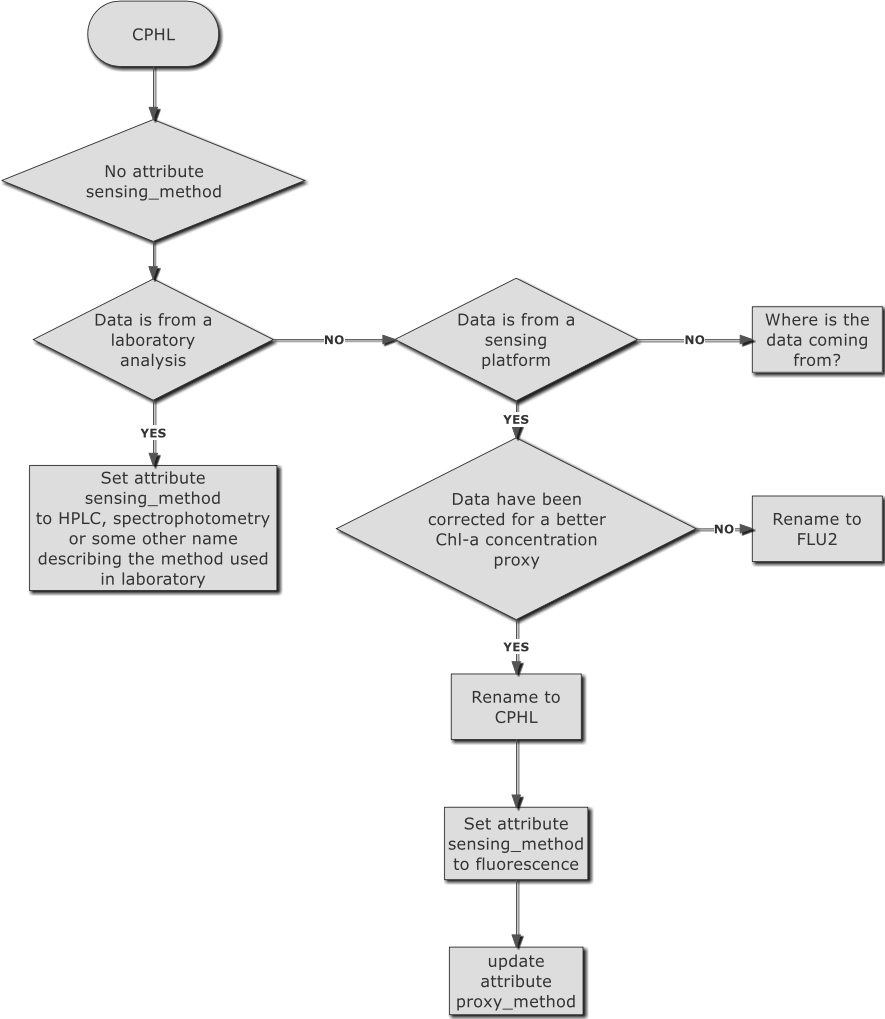 CPHL
No attribute
sensing_method
Data is from a
laboratory
analysis
NO
Data is from a
sensing
platform
NO
Where is the
data coming
from?
YES
YES
Set attribute
sensing_method
to HPLC, spectrophotometry
or some other name
describing the method used
in laboratory
Data have been
corrected for a better
Chl-a concentration
proxy
NO
Rename to
FLU2
YES
Rename to
CPHL
Set attribute
sensing_method
to fluorescence
update
attribute
proxy_method